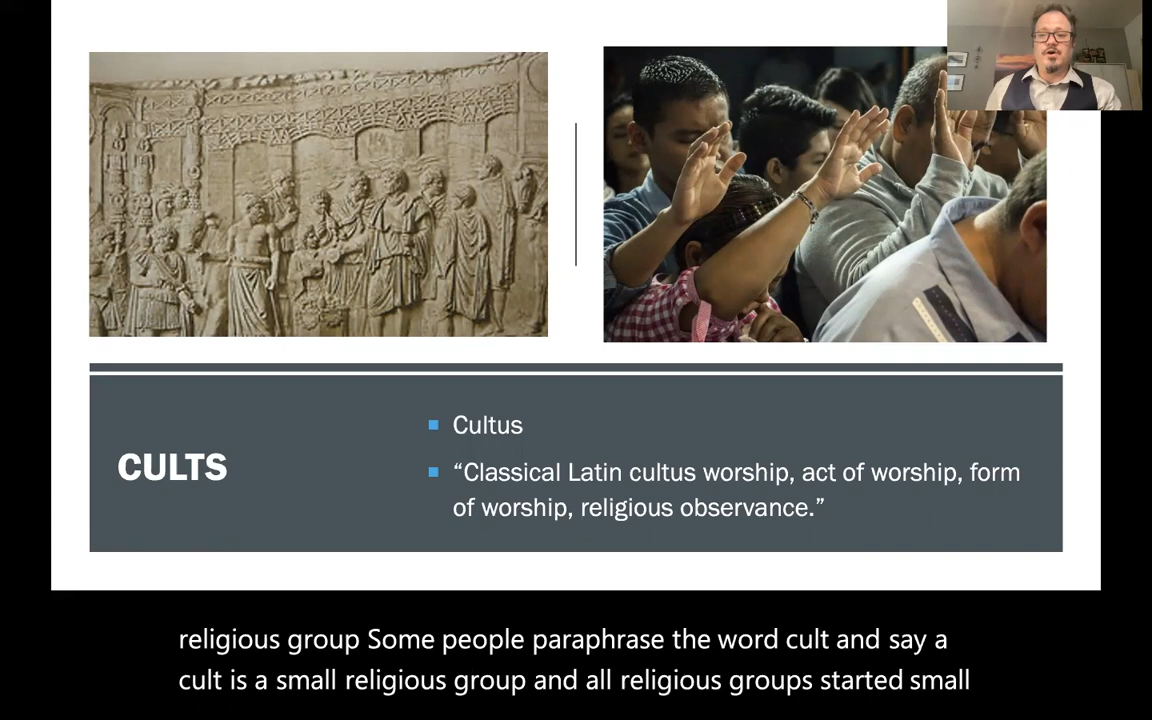 CULTS
Cultus
“Classical Latin cultus worship, act of worship, form
of worship, religious observance.”
religious group Some people paraphrase the word cult and say a
cult is a small religious group and all religious groups started small